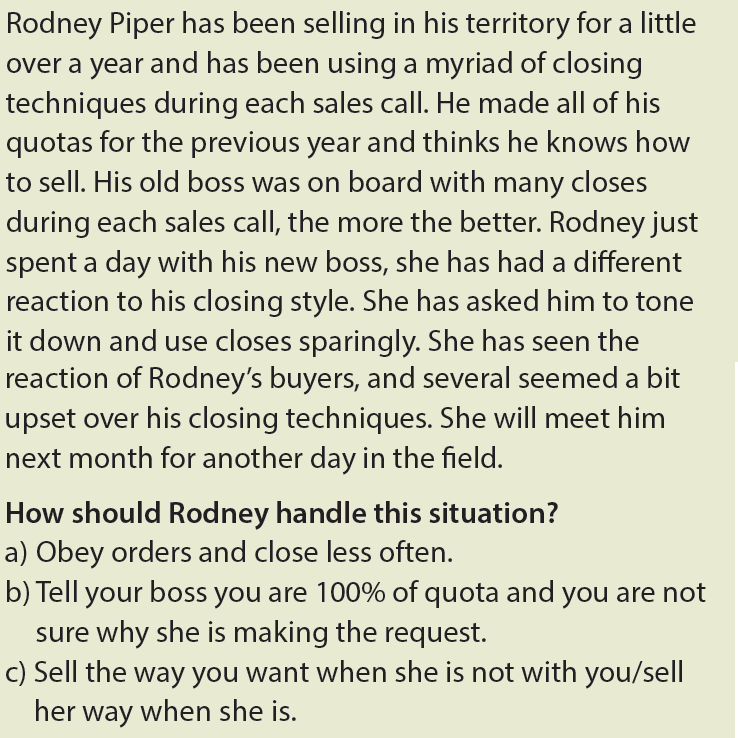 Rodney Piper has been selling in his territory for a little
over a year and has been using a myriad of closing
techniques during each sales call. He made all of his
quotas for the previous year and thinks he knows how
to sell. His old boss was on board with many closes
during each sales call, the more the better. Rodney just
spent a day with his new boss, she has had a different
reaction to his closing style. She has asked him to tone
it down and use closes sparingly. She has seen the
reaction of Rodney’s buyers, and several seemed a bit
upset over his closing techniques. She will meet him
next month for another day in the field.
How should Rodney handle this situation?
a) Obey orders and close less often.
b) Tell your boss you are 100% of quota and you are not
sure why she is making the request.
c) Sell the way you want when she is not with you/sell
her way when she is.